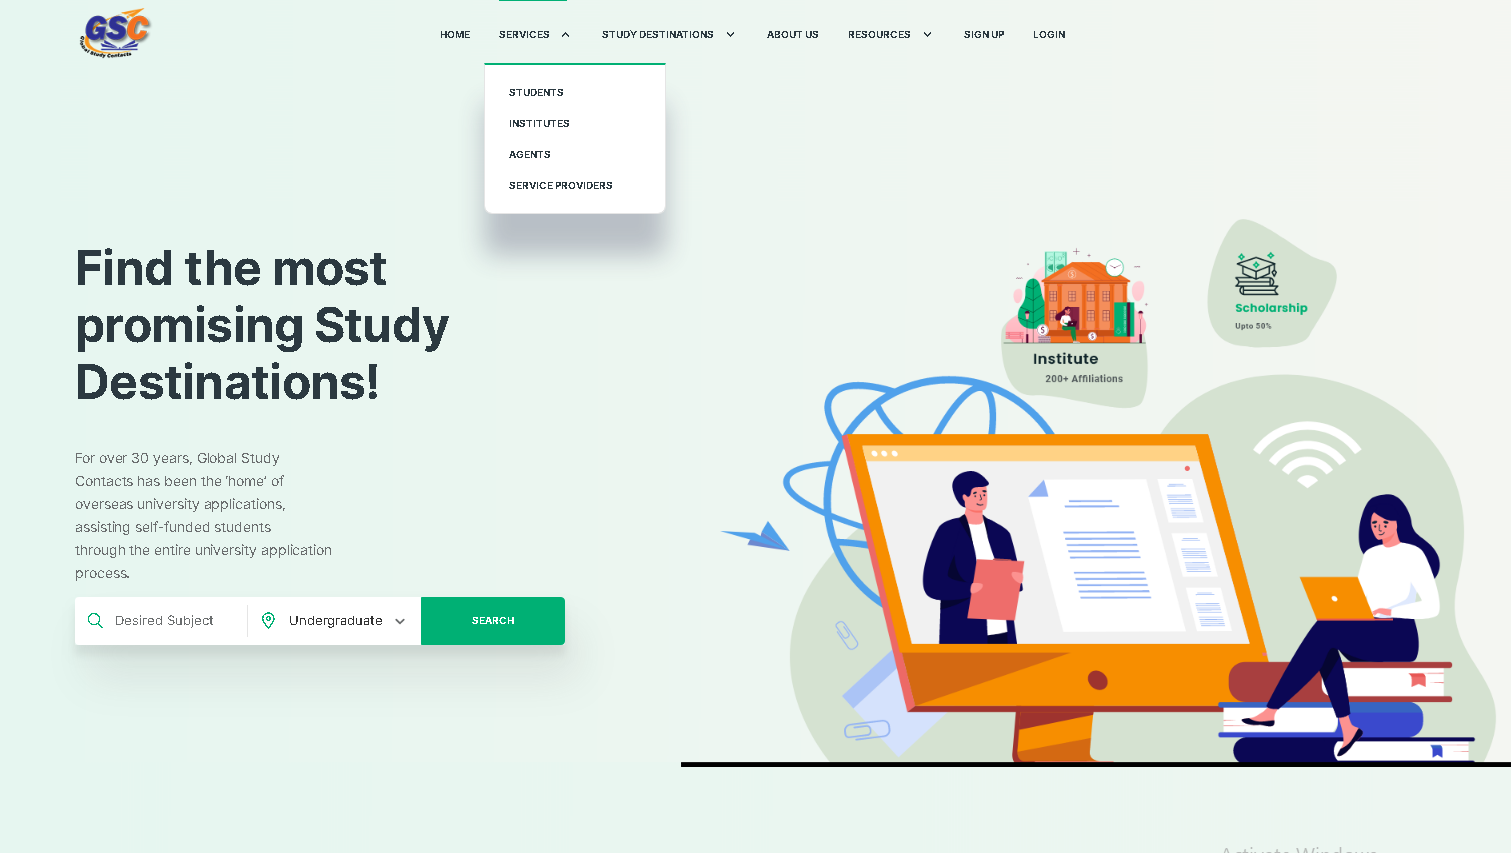 GSC
Global Study Contacts
HOME
SERVICES
STUDY DESTINATIONS
ABOUT US
RESOURCES
SIGN UP
LOGIN
STUDENTS
INSTITUTES
AGENTS
SERVICE PROVIDERS
Find the most
promising Study
Destinations!
For over 30 years, Global Study
Contacts has been the ‘home’ of
overseas university applications,
assisting self-funded students
through the entire university application
process.
Desired Subject
Undergraduate
SEARCH
Institute
200+ Affiliations
Scholarship
Upto 50%
Activate Windows